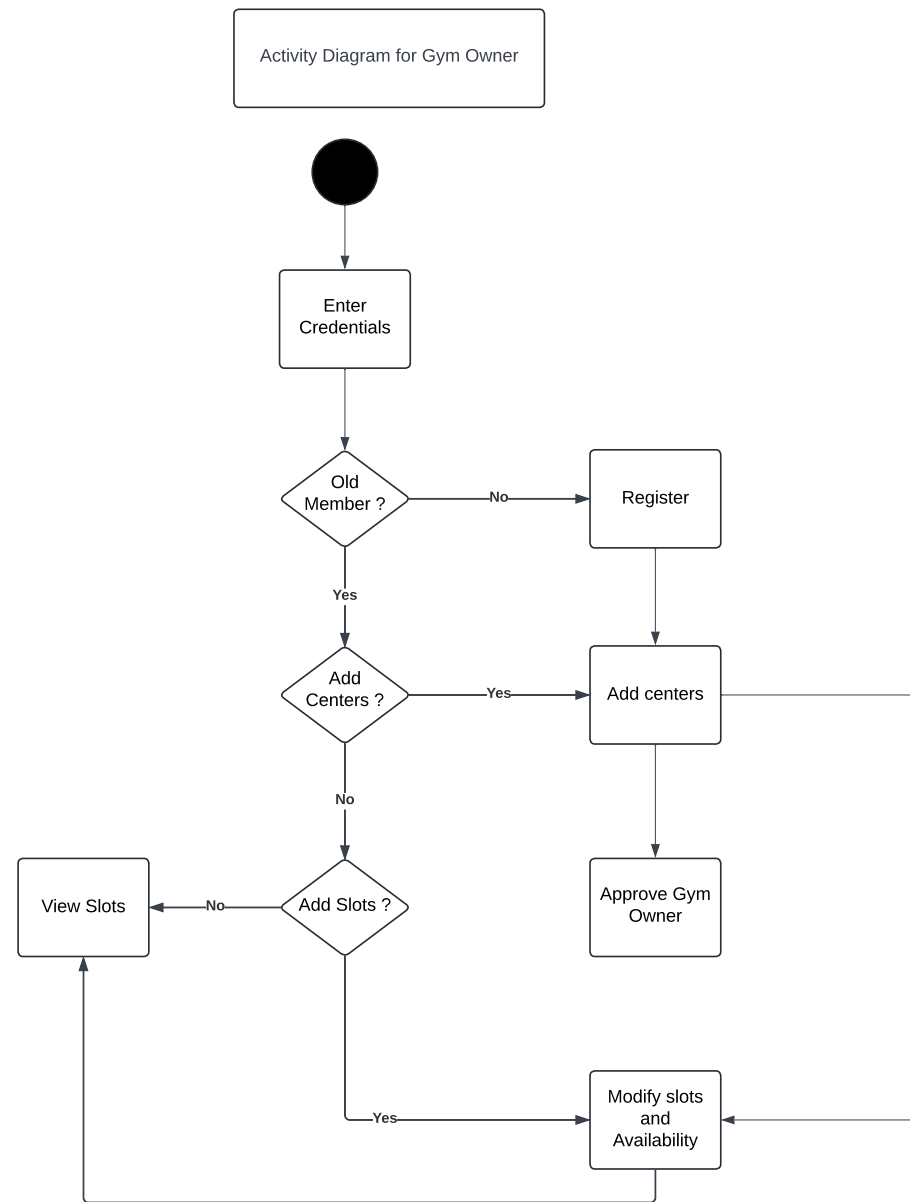 Activity Diagram for Gym Owner
Enter
Credentials
Old
Member ?
No
Register
Yes
Add
Centers ?
Yes
Add centers
No
View Slots
No
Add Slots ?
Approve Gym
Owner
Yes
Modify slots
and
Availability